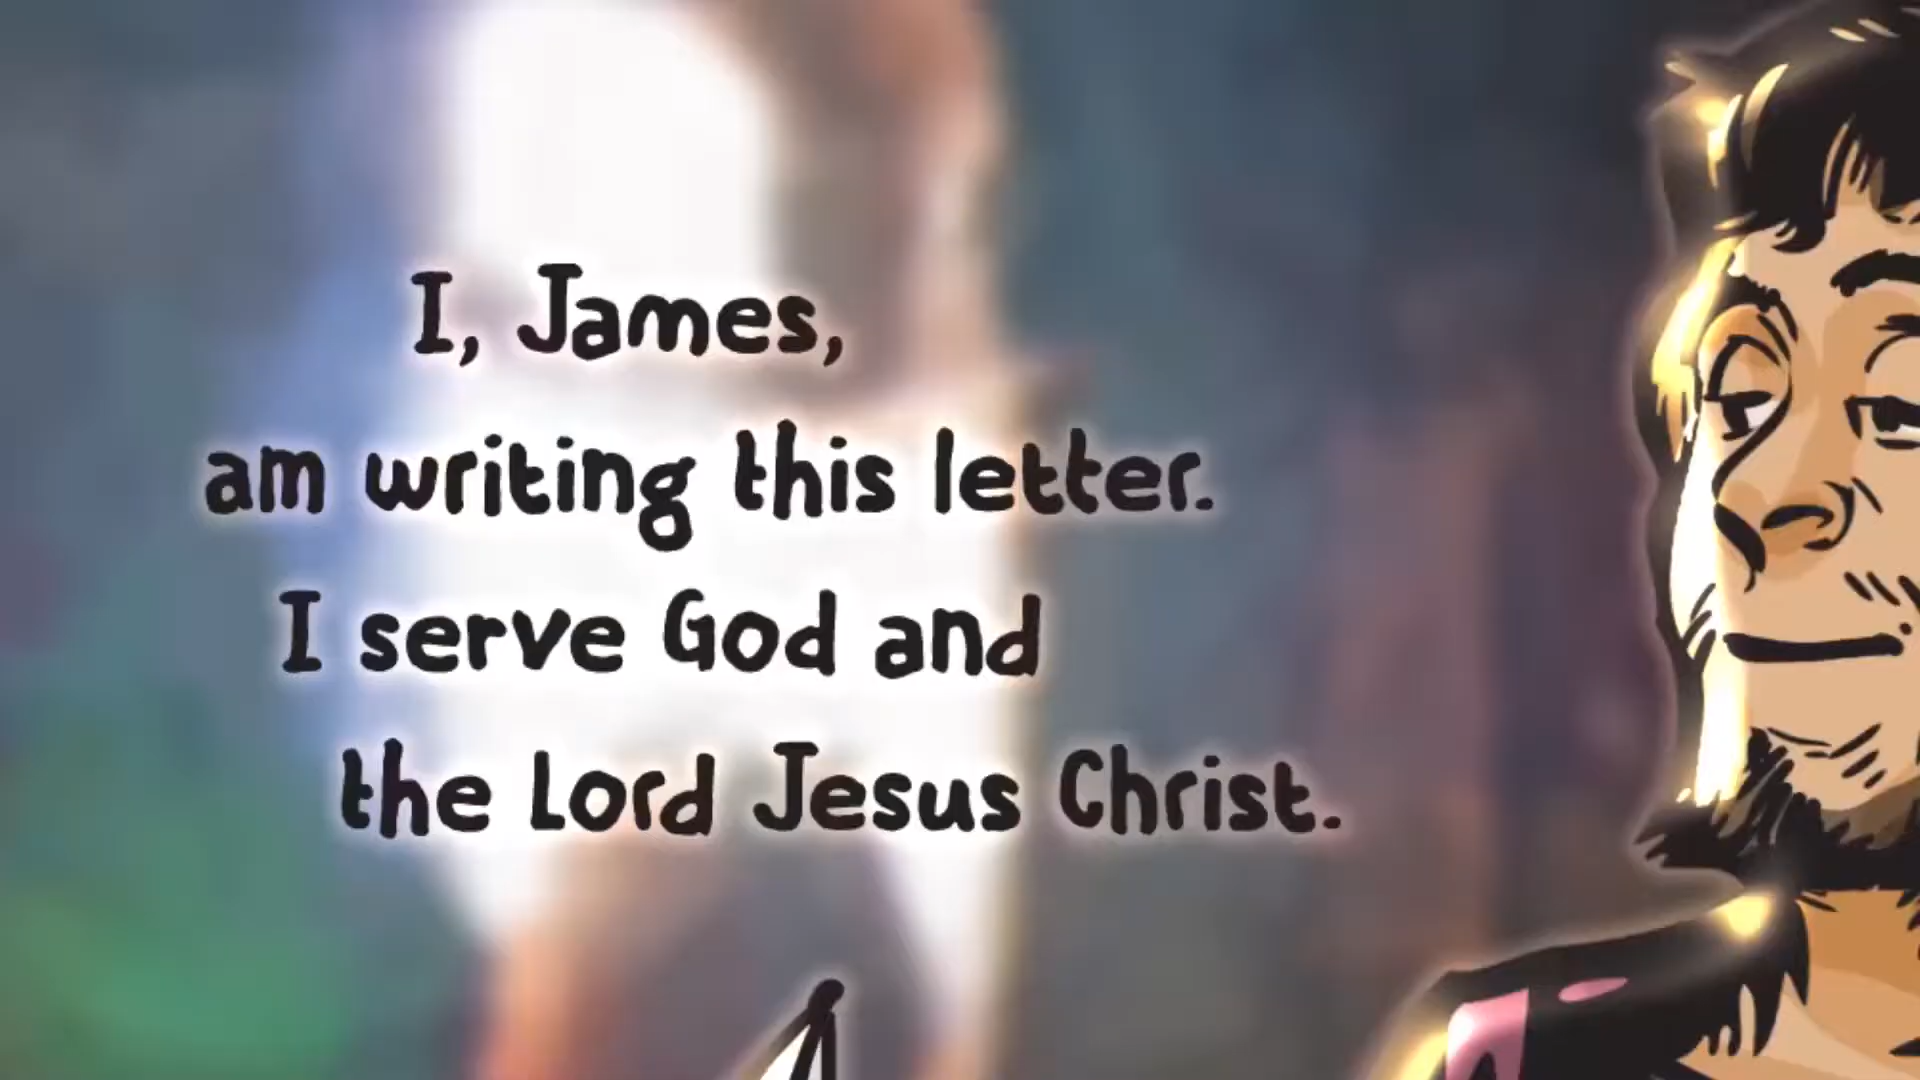 I, James,
am writing this letter.
I serve God and
the Lord Jesus Christ.